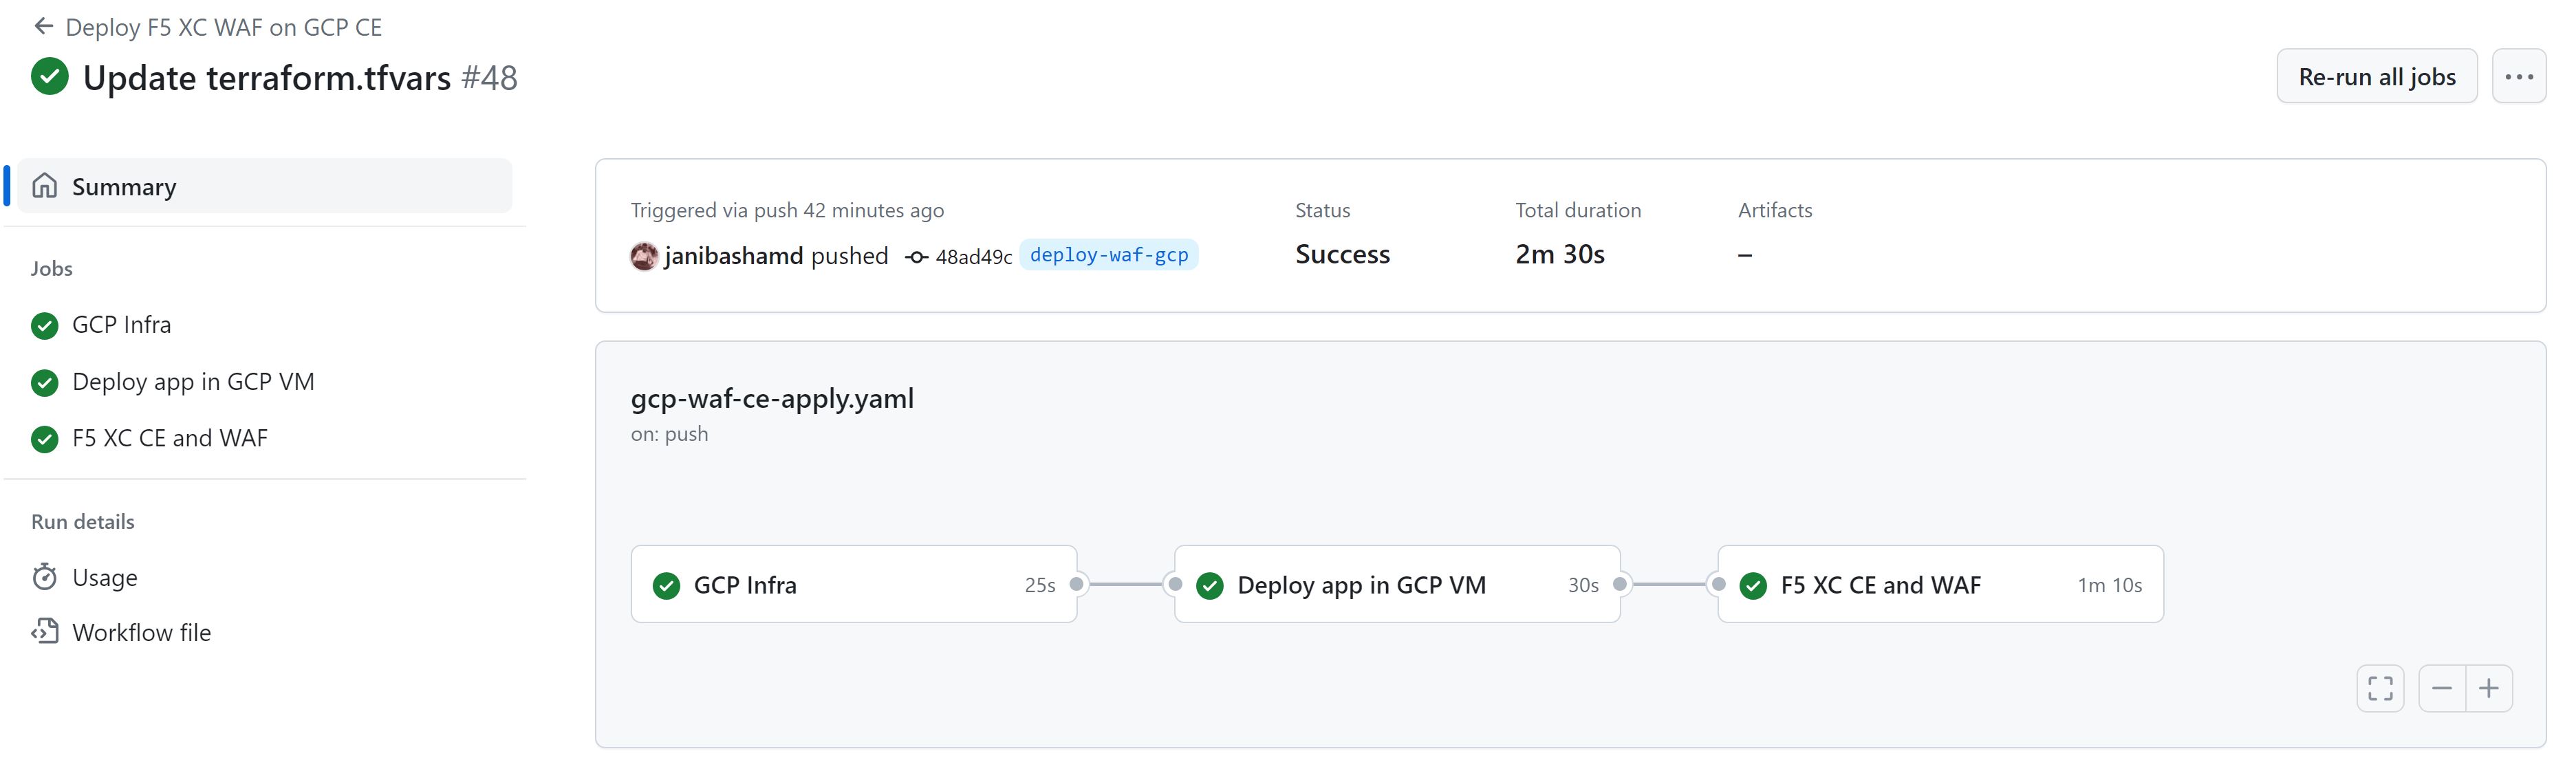 Deploy F5 XC WAF on GCP CE
Update terraform.tfvars #48
Re-run all jobs
Summary
Jobs
GCP Infra
Deploy app in GCP VM
F5 XC CE and WAF
Run details
Usage
Workflow file
Triggered via push 42 minutes ago
janibashamd pushed 48ad49c deploy-waf-gcp
Status
Success
Total duration
2m 30s
Artifacts
–
gcp-waf-ce-apply.yaml
on: push
GCP Infra 25s
Deploy app in GCP VM 30s
F5 XC CE and WAF 1m 10s